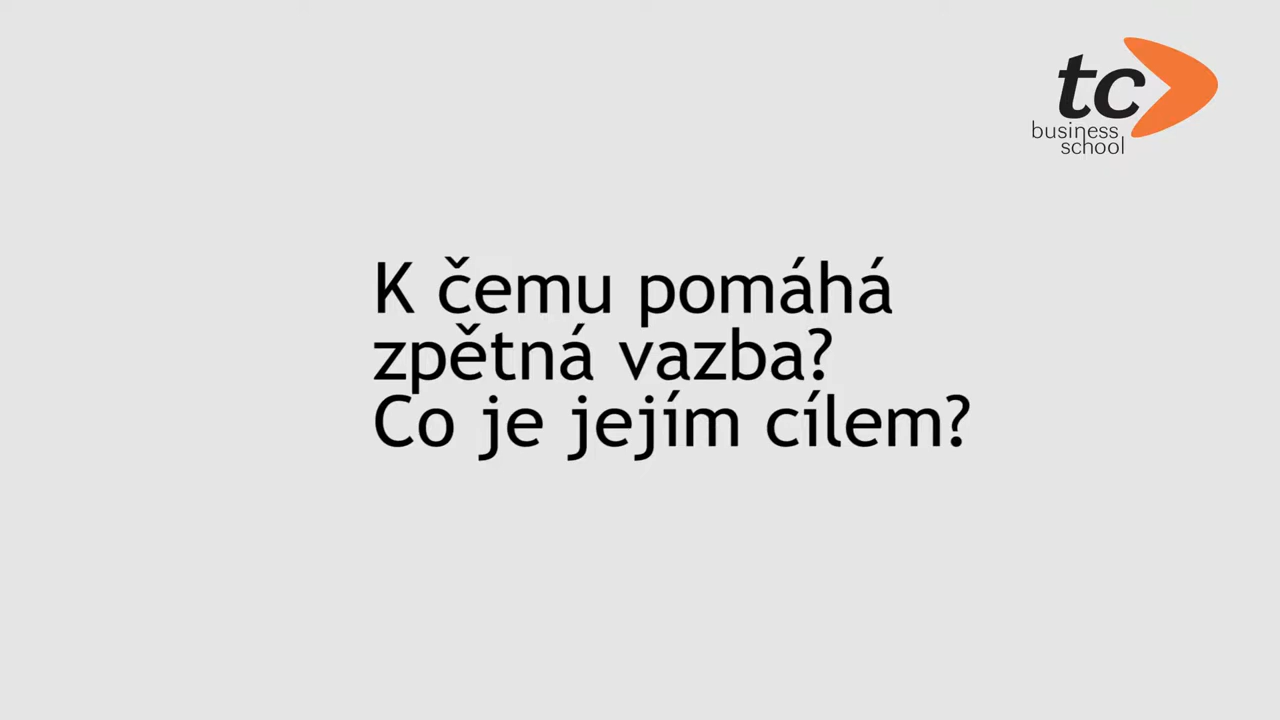 tc
business
school
K čemu pomáhá
zpětná vazba?
Co je jejím cílem?